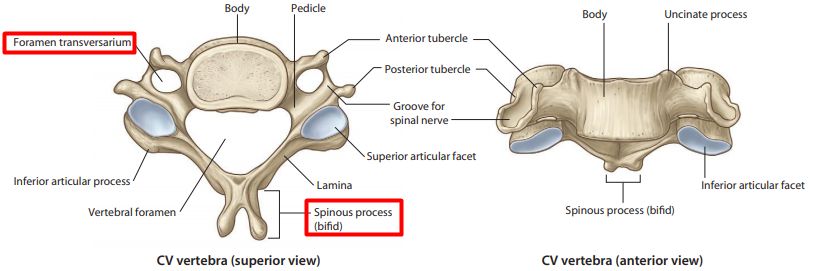 Body
Pedicle
Foramen transversarium
Anterior tubercle
Posterior tubercle
Groove for
spinal nerve
Superior articular facet
Inferior articular process
Lamina
Vertebral foramen
Spinous process
(bifid)
CV vertebra (superior view)
Body
Uncinate process
Inferior articular facet
Spinous process (bifid)
CV vertebra (anterior view)